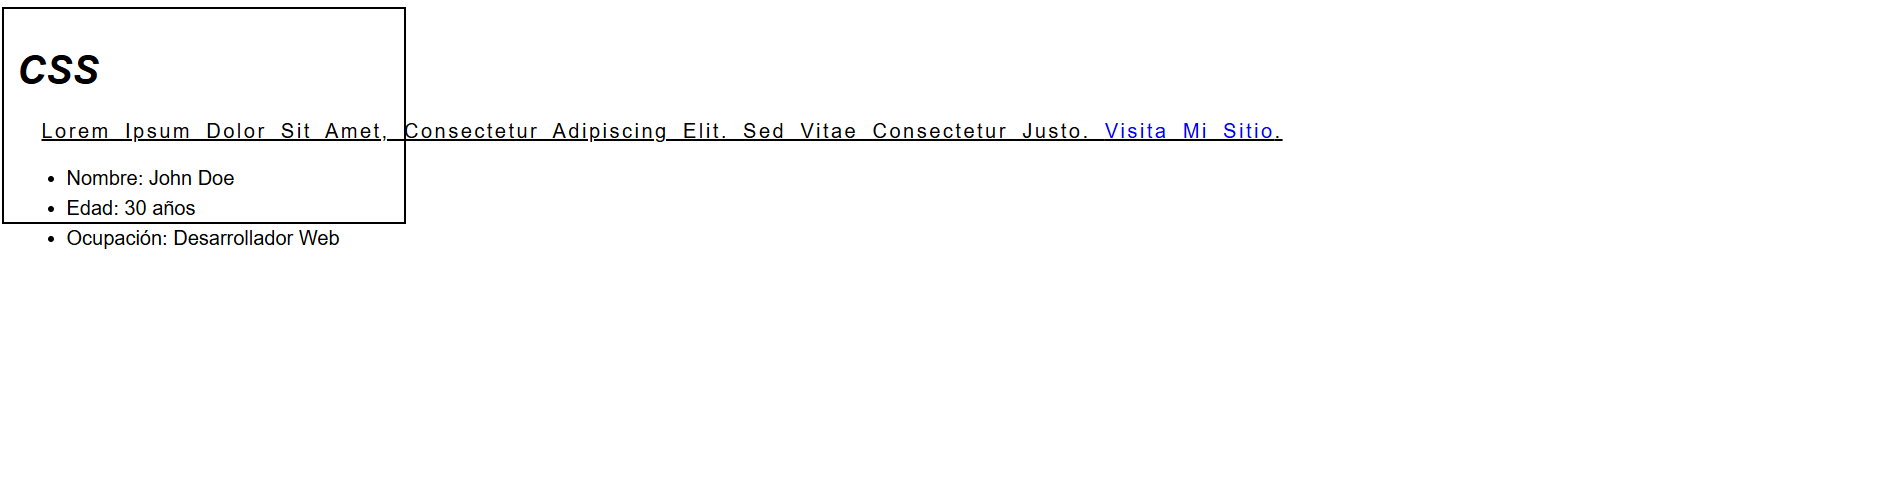 CSS
Lorem Ipsum Dolor Sit Amet, Consectetur Adipiscing Elit. Sed Vitae Consectetur Justo. Visita Mi Sitio.
Nombre: John Doe
Edad: 30 años
Ocupación: Desarrollador Web